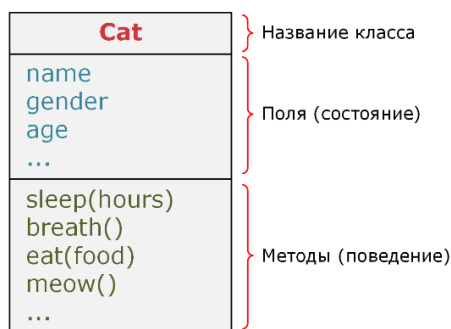 Cat
Название класса
name
gender
age
...
Поля (состояние)
sleep(hours)
breath()
eat(food)
meow()
...
Методы (поведение)